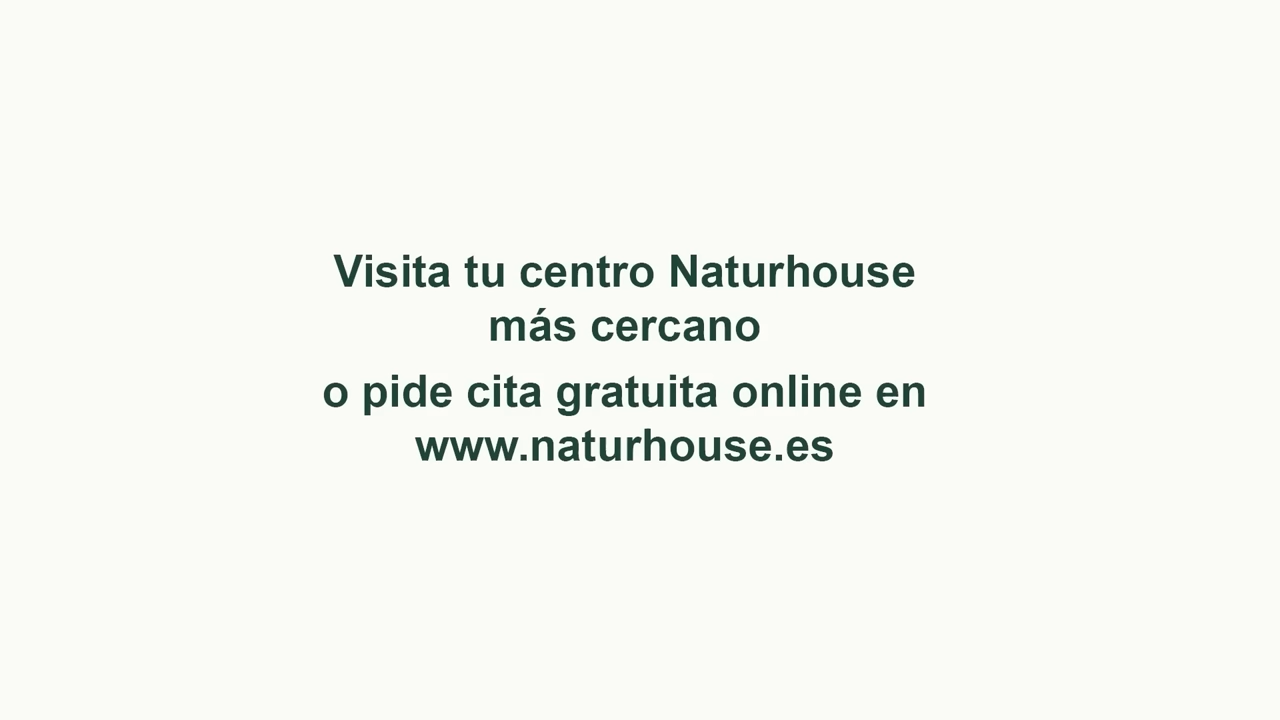 Visita tu centro Naturhouse
más cercano
o pide cita gratuita online en
www.naturhouse.es